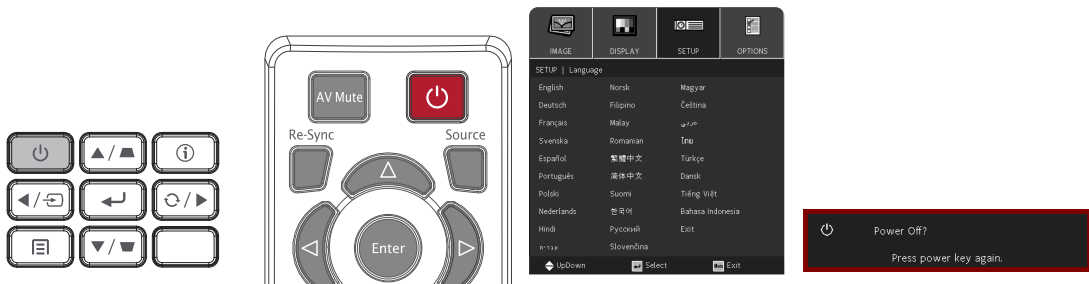 AV Mute
Re-Sync
Source
Enter
IMAGE
DISPLAY
SETUP
OPTIONS
SETUP | Language
English Norsk Magyar
Deutsch Filipino Čeština
Français Malay عربي
Svenska Romanian ไทย
Español 繁體中文 Türkçe
Português 简体中文 Dansk
Polski Suomi Tiếng Việt
Nederlands 한국어 Bahasa Indonesia
Hindi Русский Exit
עברית Slovenčina
UpDown Select Menu Exit
Power Off?
Press power key again.